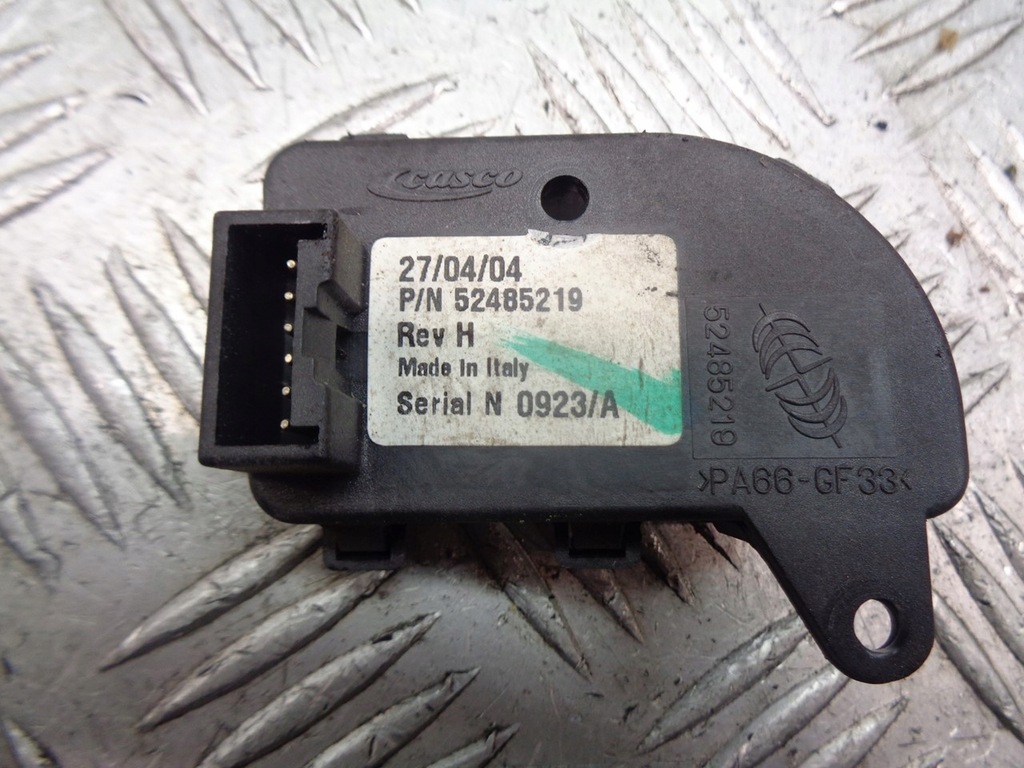 casco
27/04/04
P/N 52485219
Rev H
Made In Italy
Serial N 0923/A
52485219
>PA66-GF33<